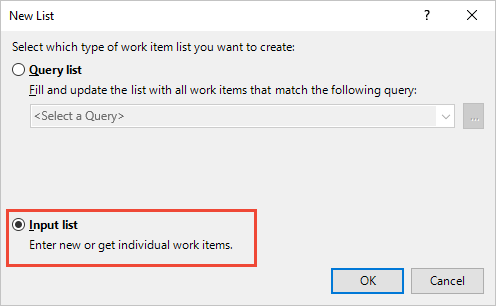 New List
?
Select which type of work item list you want to create:
Query list
Fill and update the list with all work items that match the following query:
<Select a Query>
...
Input list
Enter new or get individual work items.
OK
Cancel